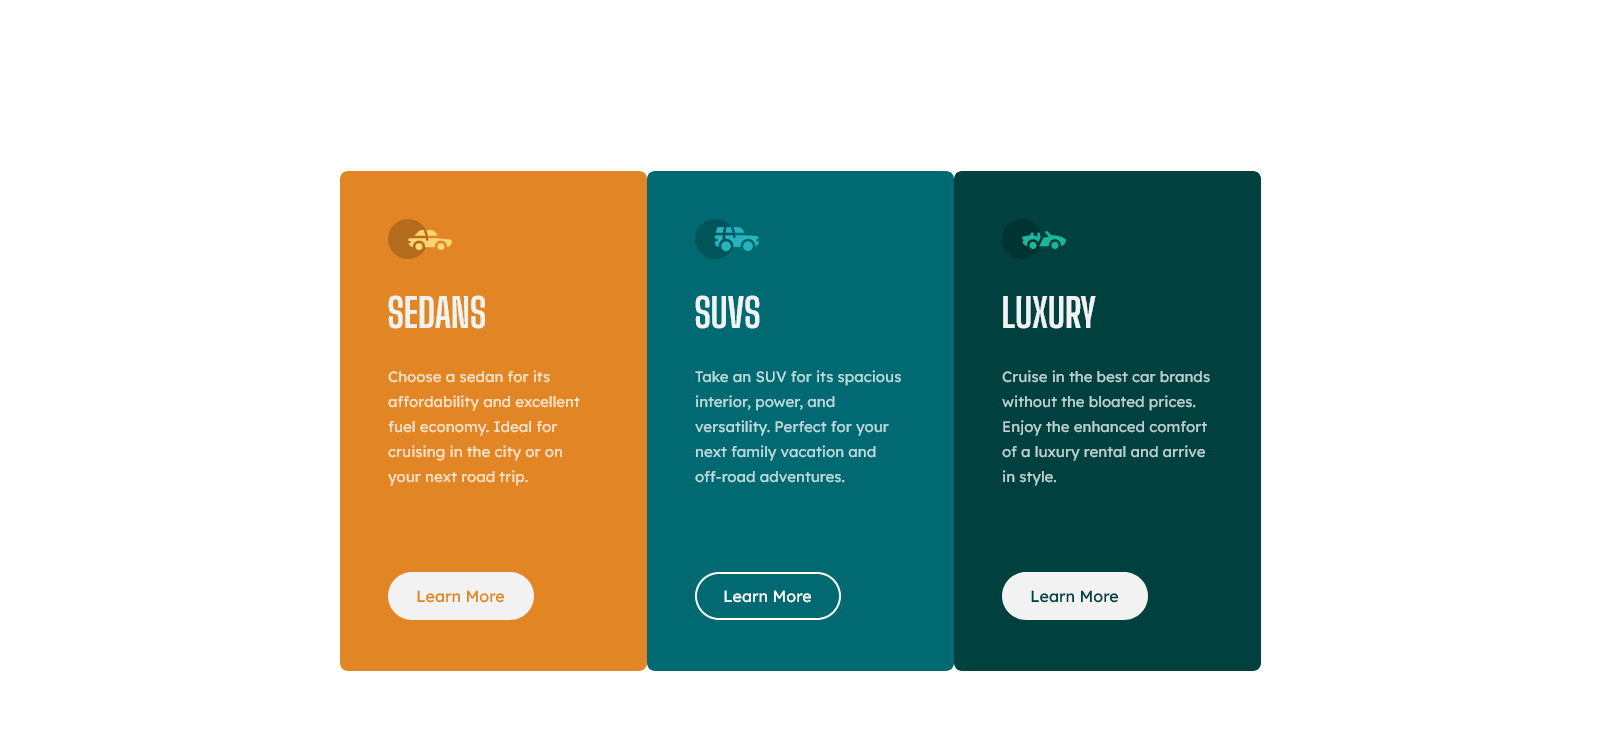 SEDANS
Choose a sedan for its
affordability and excellent
fuel economy. Ideal for
cruising in the city or on
your next road trip.
Learn More
SUVS
Take an SUV for its spacious
interior, power, and
versatility. Perfect for your
next family vacation and
off-road adventures.
Learn More
LUXURY
Cruise in the best car brands
without the bloated prices.
Enjoy the enhanced comfort
of a luxury rental and arrive
in style.
Learn More